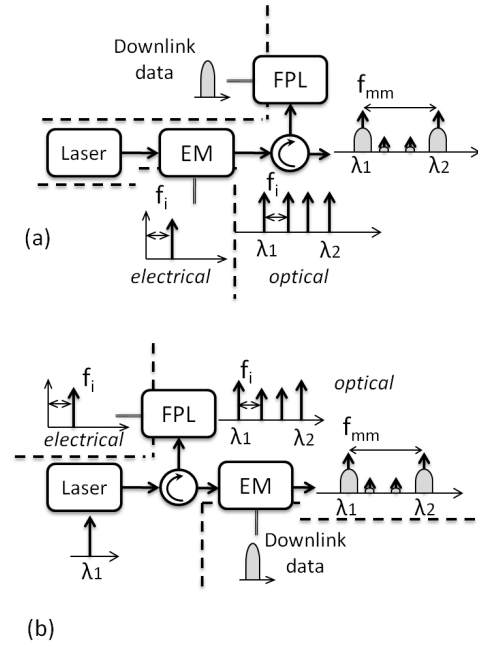 Downlink
data
FPL
f_mm
Laser
EM
λ1
λ2
f_i
f_i
(a)
λ1
λ2
electrical
optical
f_i
f_i
optical
FPL
electrical
λ1
λ2
f_mm
Laser
EM
λ1
λ2
λ1
Downlink
data
(b)